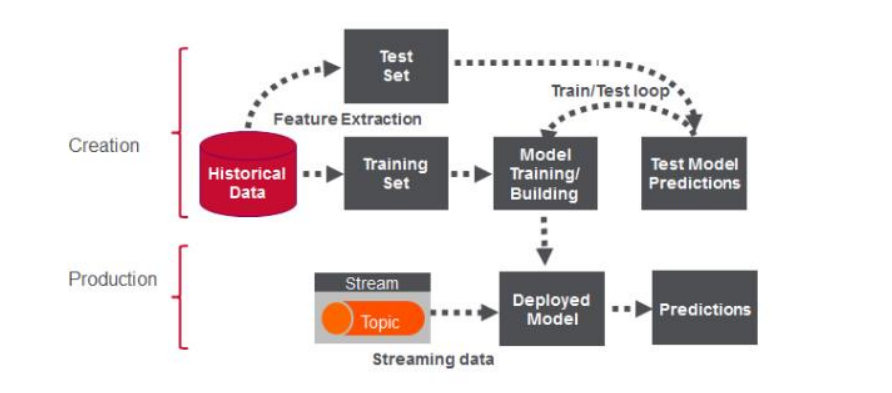 Test
Set
Train/Test loop
Feature Extraction
Creation
Historical
Data
Training
Set
Model
Training/
Building
Test Model
Predictions
Production
Stream
Topic
Deployed
Model
Predictions
Streaming data